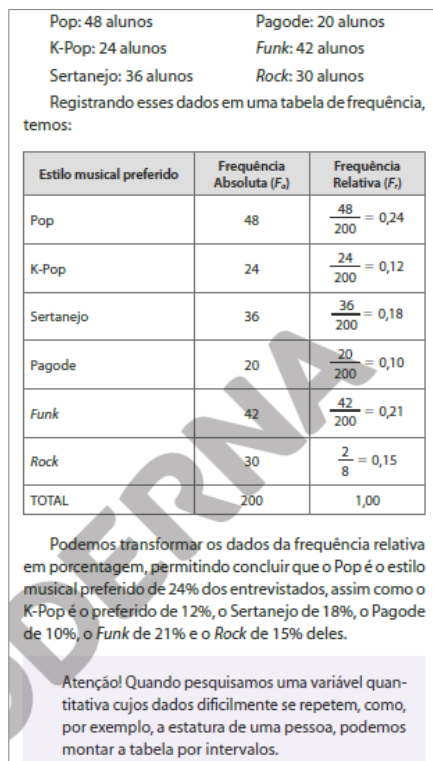 Pop: 48 alunos Pagode: 20 alunos
K-Pop: 24 alunos Funk: 42 alunos
Sertanejo: 36 alunos Rock: 30 alunos
Registrando esses dados em uma tabela de frequência,
temos:
Estilo musical preferido Frequência Absoluta (Fₐ) Frequência Relativa (Fᵣ)
Pop 48 48/200 = 0,24
K-Pop 24 24/200 = 0,12
Sertanejo 36 36/200 = 0,18
Pagode 20 20/200 = 0,10
Funk 42 42/200 = 0,21
Rock 30 2/8 = 0,15
TOTAL 200 1,00
Podemos transformar os dados da frequência relativa
em porcentagem, permitindo concluir que o Pop é o estilo
musical preferido de 24% dos entrevistados, assim como o
K-Pop é o preferido de 12%, o Sertanejo de 18%, o Pagode
de 10%, o Funk de 21% e o Rock de 15% deles.
Atenção! Quando pesquisamos uma variável quan-
titativa cujos dados dificilmente se repetem, como,
por exemplo, a estatura de uma pessoa, podemos
montar a tabela por intervalos.
ODERNA